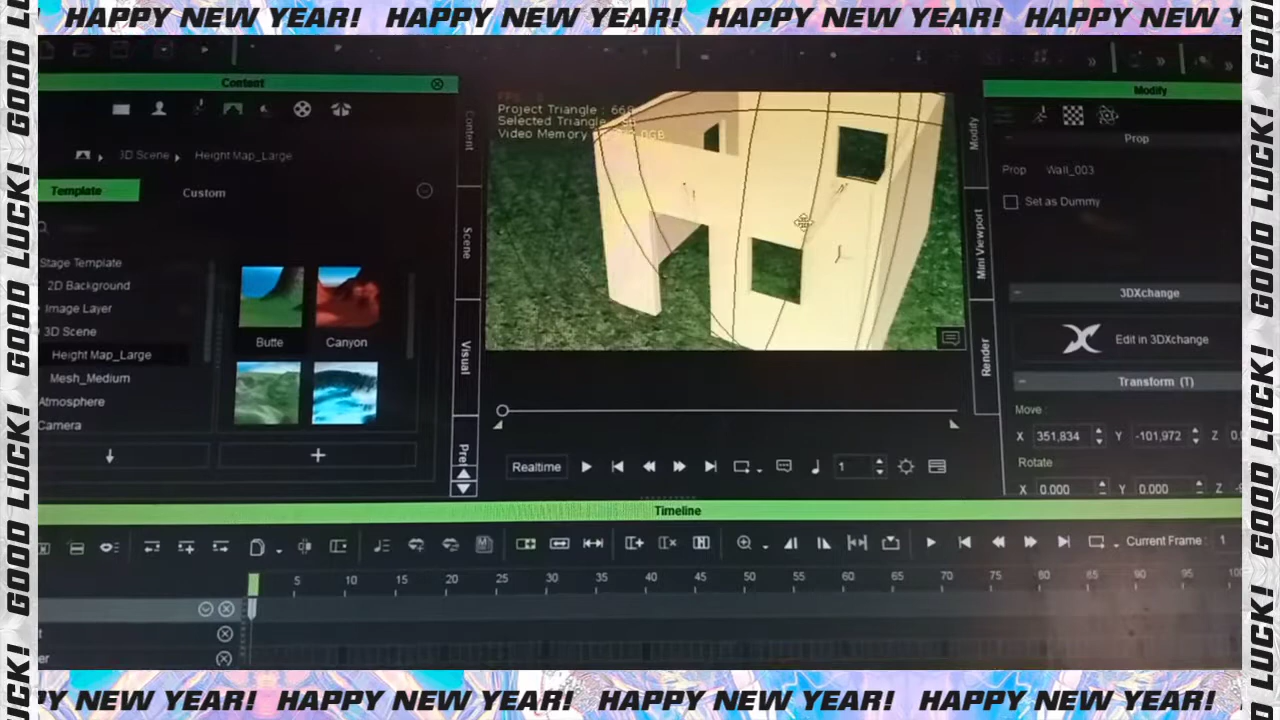 HAPPY NEW YEAR! HAPPY NEW YEAR! HAPPY NEW YEAR! HAPPY NEW
GOOD LUCK! GOOD LUCK!
Content
Template
Custom
3D Scene
Height Map_Large
Stage Template
2D Background
Image Layer
3D Scene
Height Map_Large
Mesh_Medium
Atmosphere
Camera
Butte
Canyon
Content
Scene
Visual
Project Triangle : 
Selected Triangle
Video Memory
Realtime
1
Modify
Mini Viewport
Render
Modify
Prop
Prop Wall_003
Set as Dummy
3DXchange
Edit in 3DXchange
Transform (T)
Move :
X 351,834 Y -101,972 Z
Rotate
X 0.000 Y 0.000 Z
Timeline
Current Frame : 1
5 10 15 20 25 30 35 40 45 50 55 60 65 70 75 80 85 90 95 100
GOOD LUCK! GOOD LUCK!
HAPPY NEW YEAR! HAPPY NEW YEAR! HAPPY NEW YEAR!